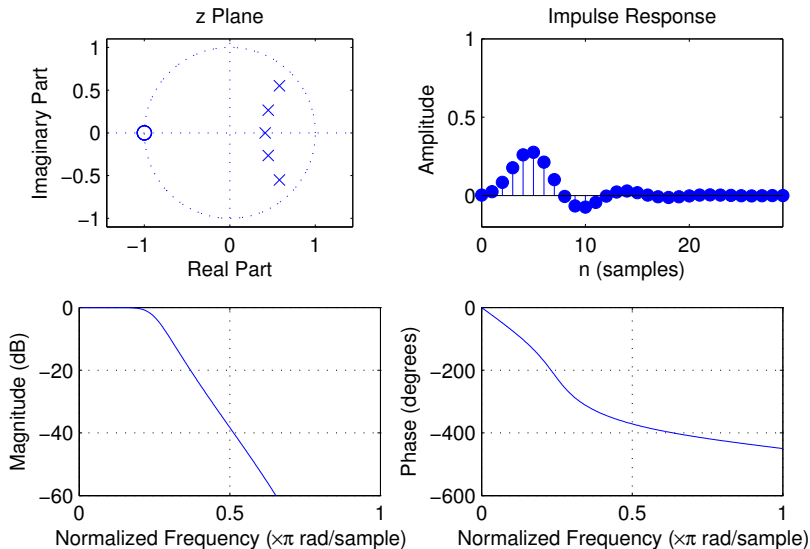 z Plane
Imaginary Part
1
0.5
0
−0.5
−1
−1
0
1
Real Part
Impulse Response
Amplitude
1
0.5
0
0
10
20
n (samples)
Magnitude (dB)
0
−20
−40
−60
0
0.5
1
Normalized Frequency (×π rad/sample)
Phase (degrees)
0
−200
−400
−600
0
0.5
1
Normalized Frequency (×π rad/sample)